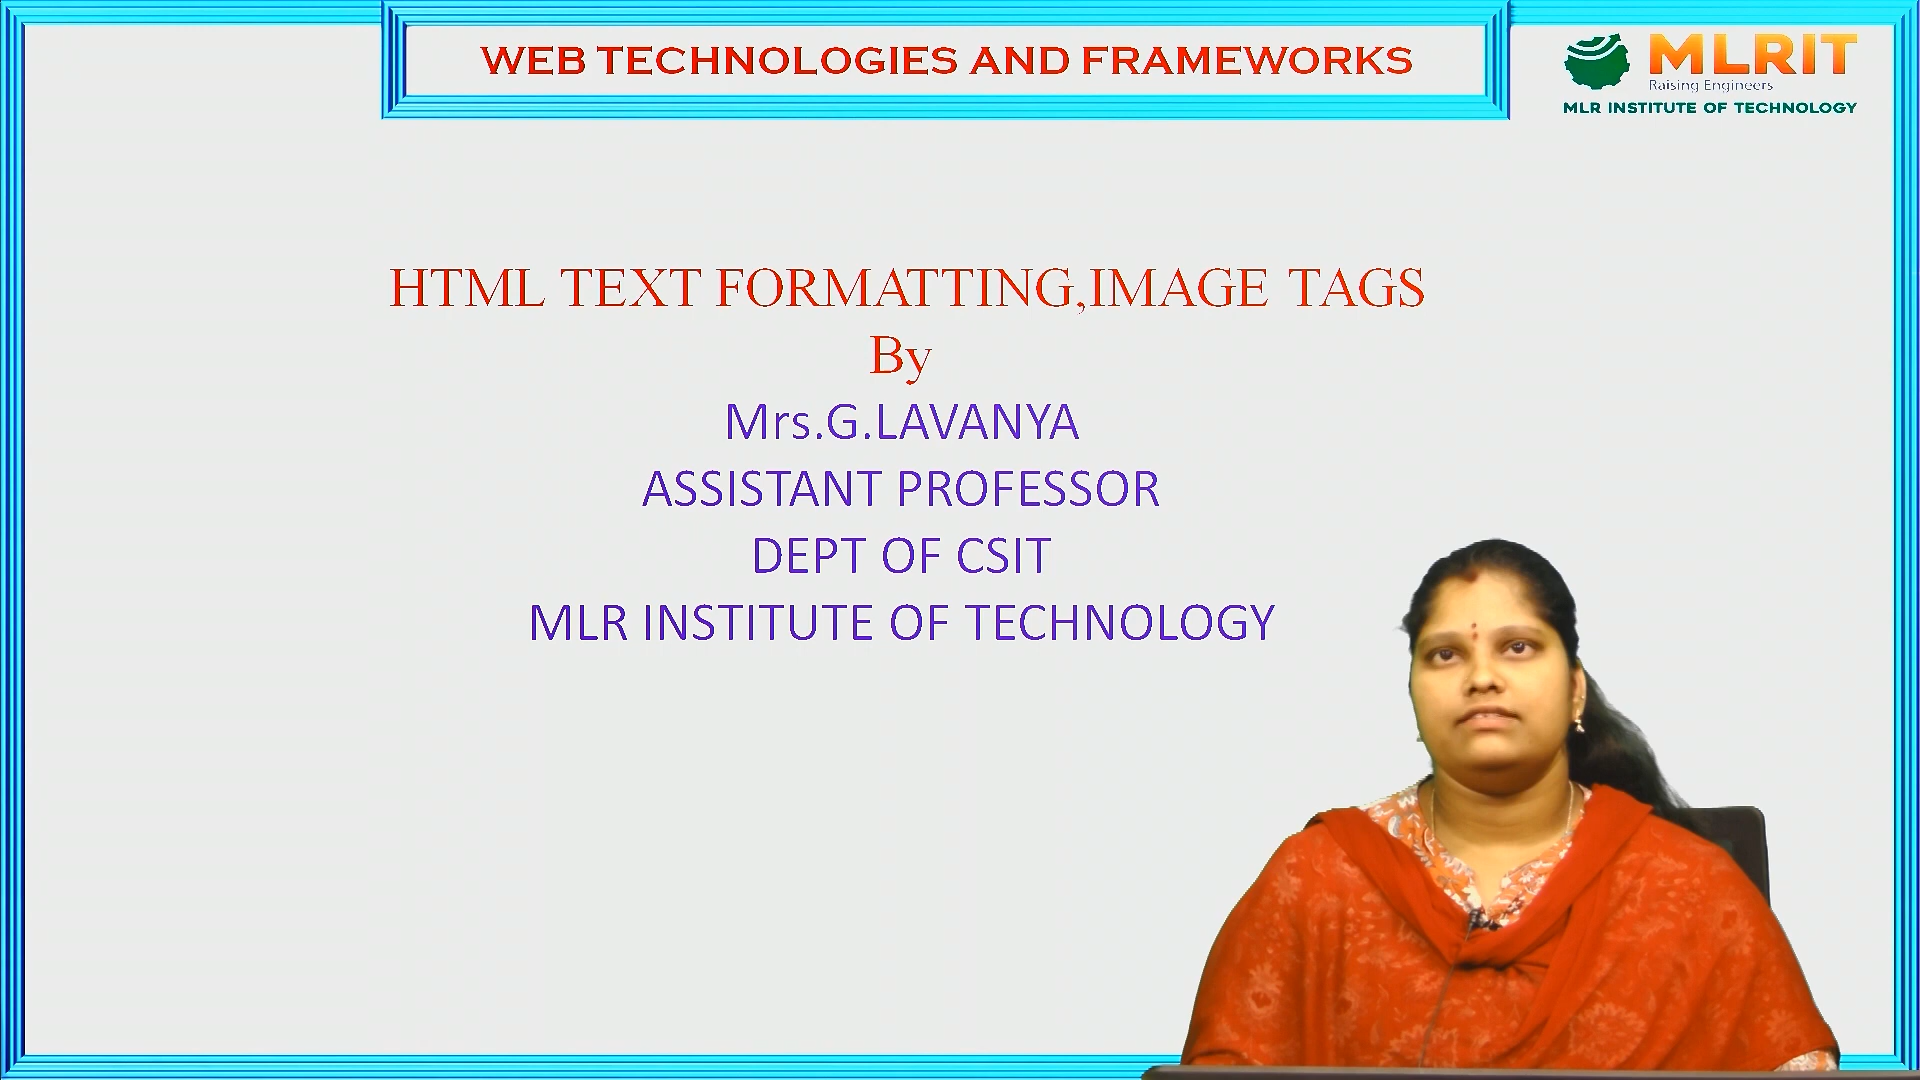 WEB TECHNOLOGIES AND FRAMEWORKS
MLRIT
Raising Engineers
MLR INSTITUTE OF TECHNOLOGY
HTML TEXT FORMATTING,IMAGE TAGS
By
Mrs.G.LAVANYA
ASSISTANT PROFESSOR
DEPT OF CSIT
MLR INSTITUTE OF TECHNOLOGY